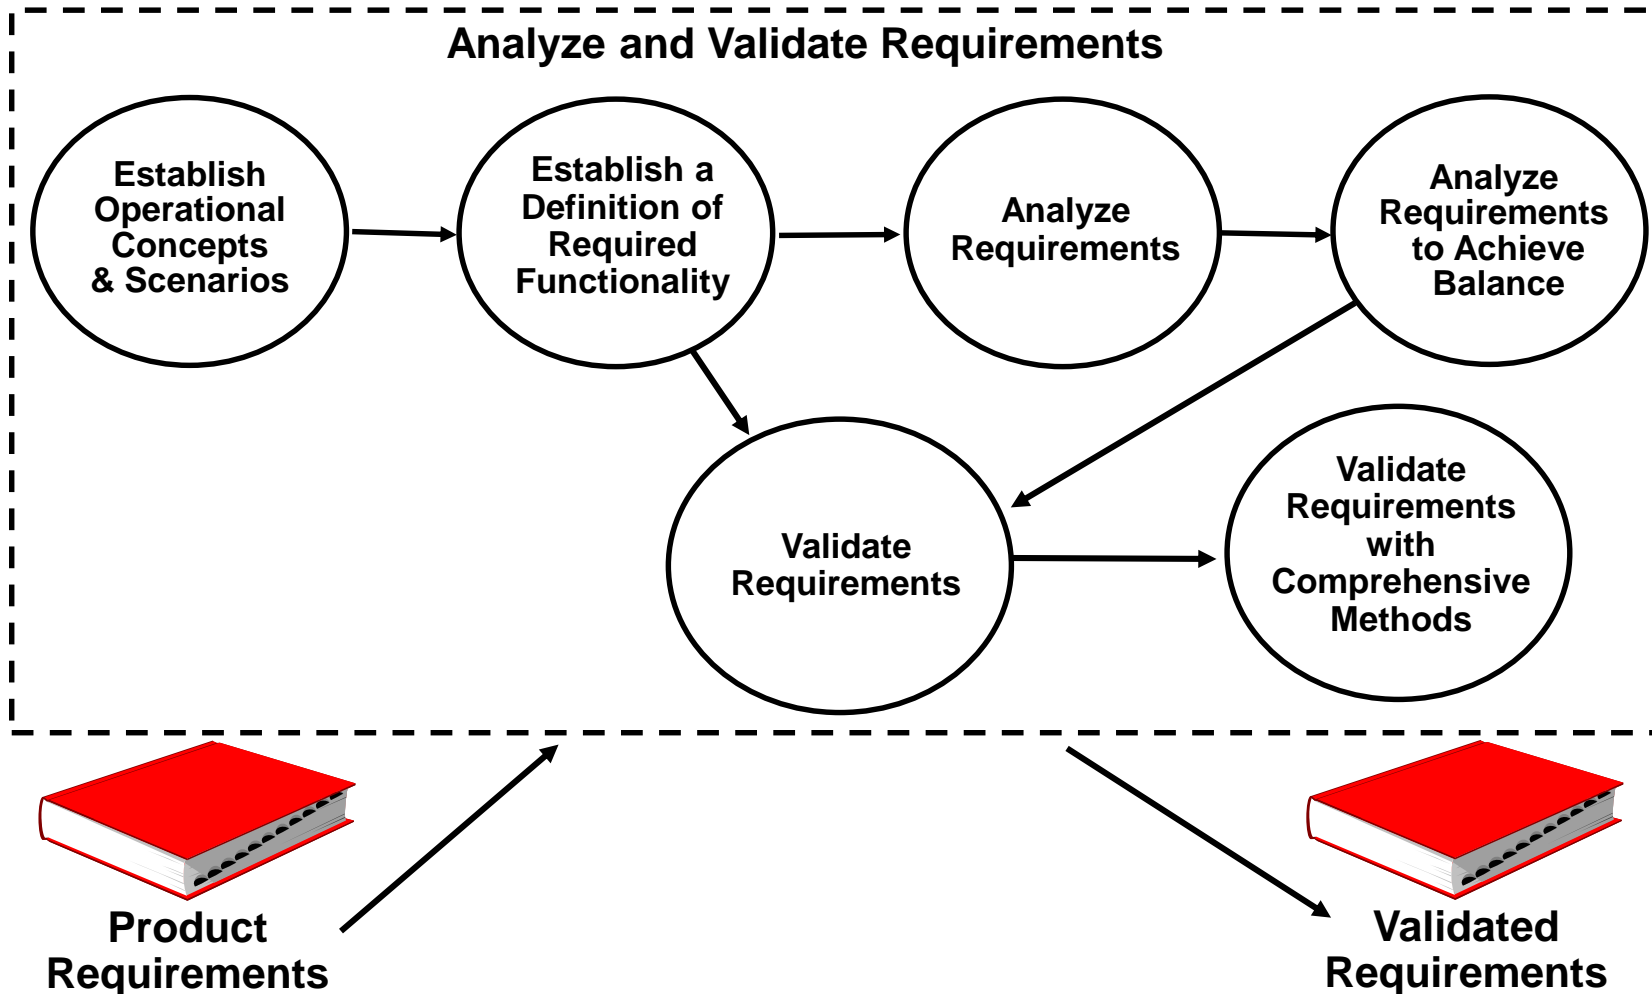 Analyze and Validate Requirements
Establish
Operational
Concepts
& Scenarios
Establish a
Definition of
Required
Functionality
Analyze
Requirements
Analyze
Requirements
to Achieve
Balance
Validate
Requirements
Validate
Requirements
with
Comprehensive
Methods
Product
Requirements
Validated
Requirements